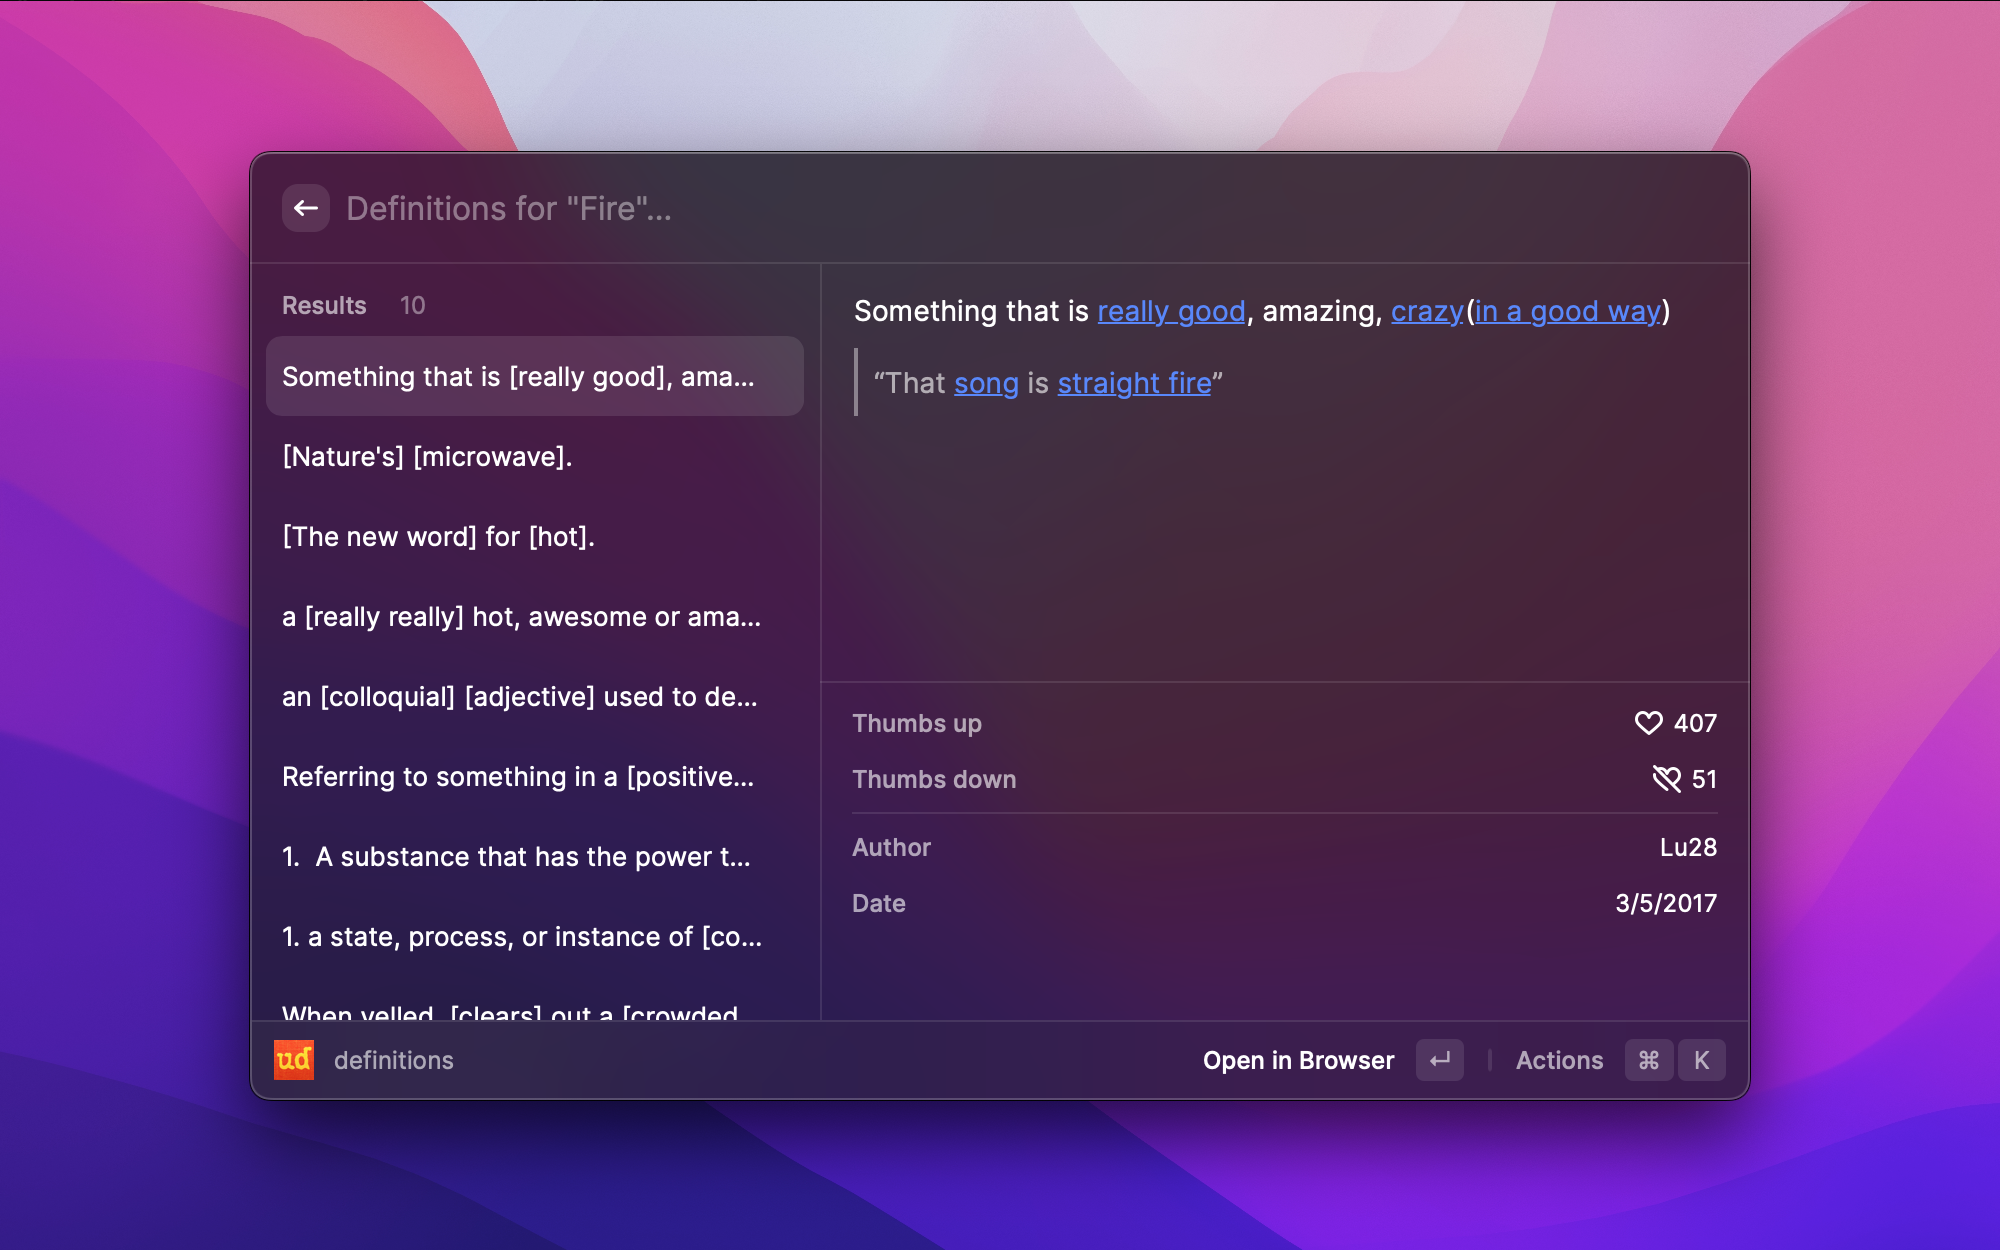 Definitions for "Fire"...
Results 10
Something that is [really good], ama...
[Nature's] [microwave].
[The new word] for [hot].
a [really really] hot, awesome or ama...
an [colloquial] [adjective] used to de...
Referring to something in a [positive...
1.  A substance that has the power t...
1. a state, process, or instance of [co...
When yelled, [clears] out a [crowded
Something that is really good, amazing, crazy(in a good way)
“That song is straight fire”
Thumbs up 407
Thumbs down 51
Author Lu28
Date 3/5/2017
ud definitions
Open in Browser ↵ Actions ⌘ K